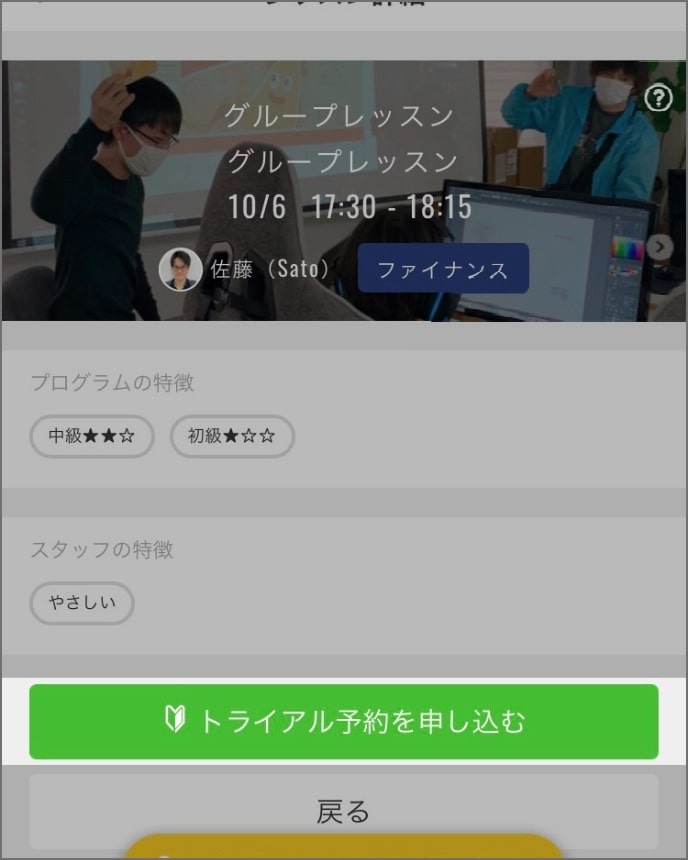 グループレッスン
グループレッスン
10/6 17:30 - 18:15
佐藤（Sato） ファイナンス
プログラムの特徴
中級★★☆ 初級★☆☆
スタッフの特徴
やさしい
トライアル予約を申し込む
戻る